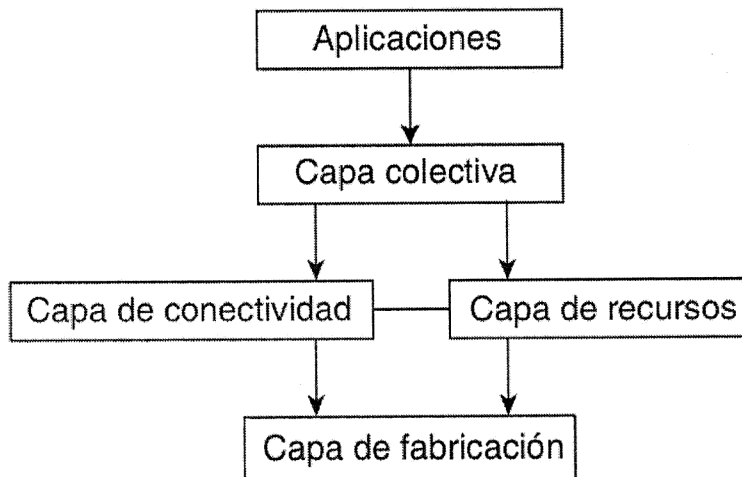 Aplicaciones
Capa colectiva
Capa de conectividad
Capa de recursos
Capa de fabricación